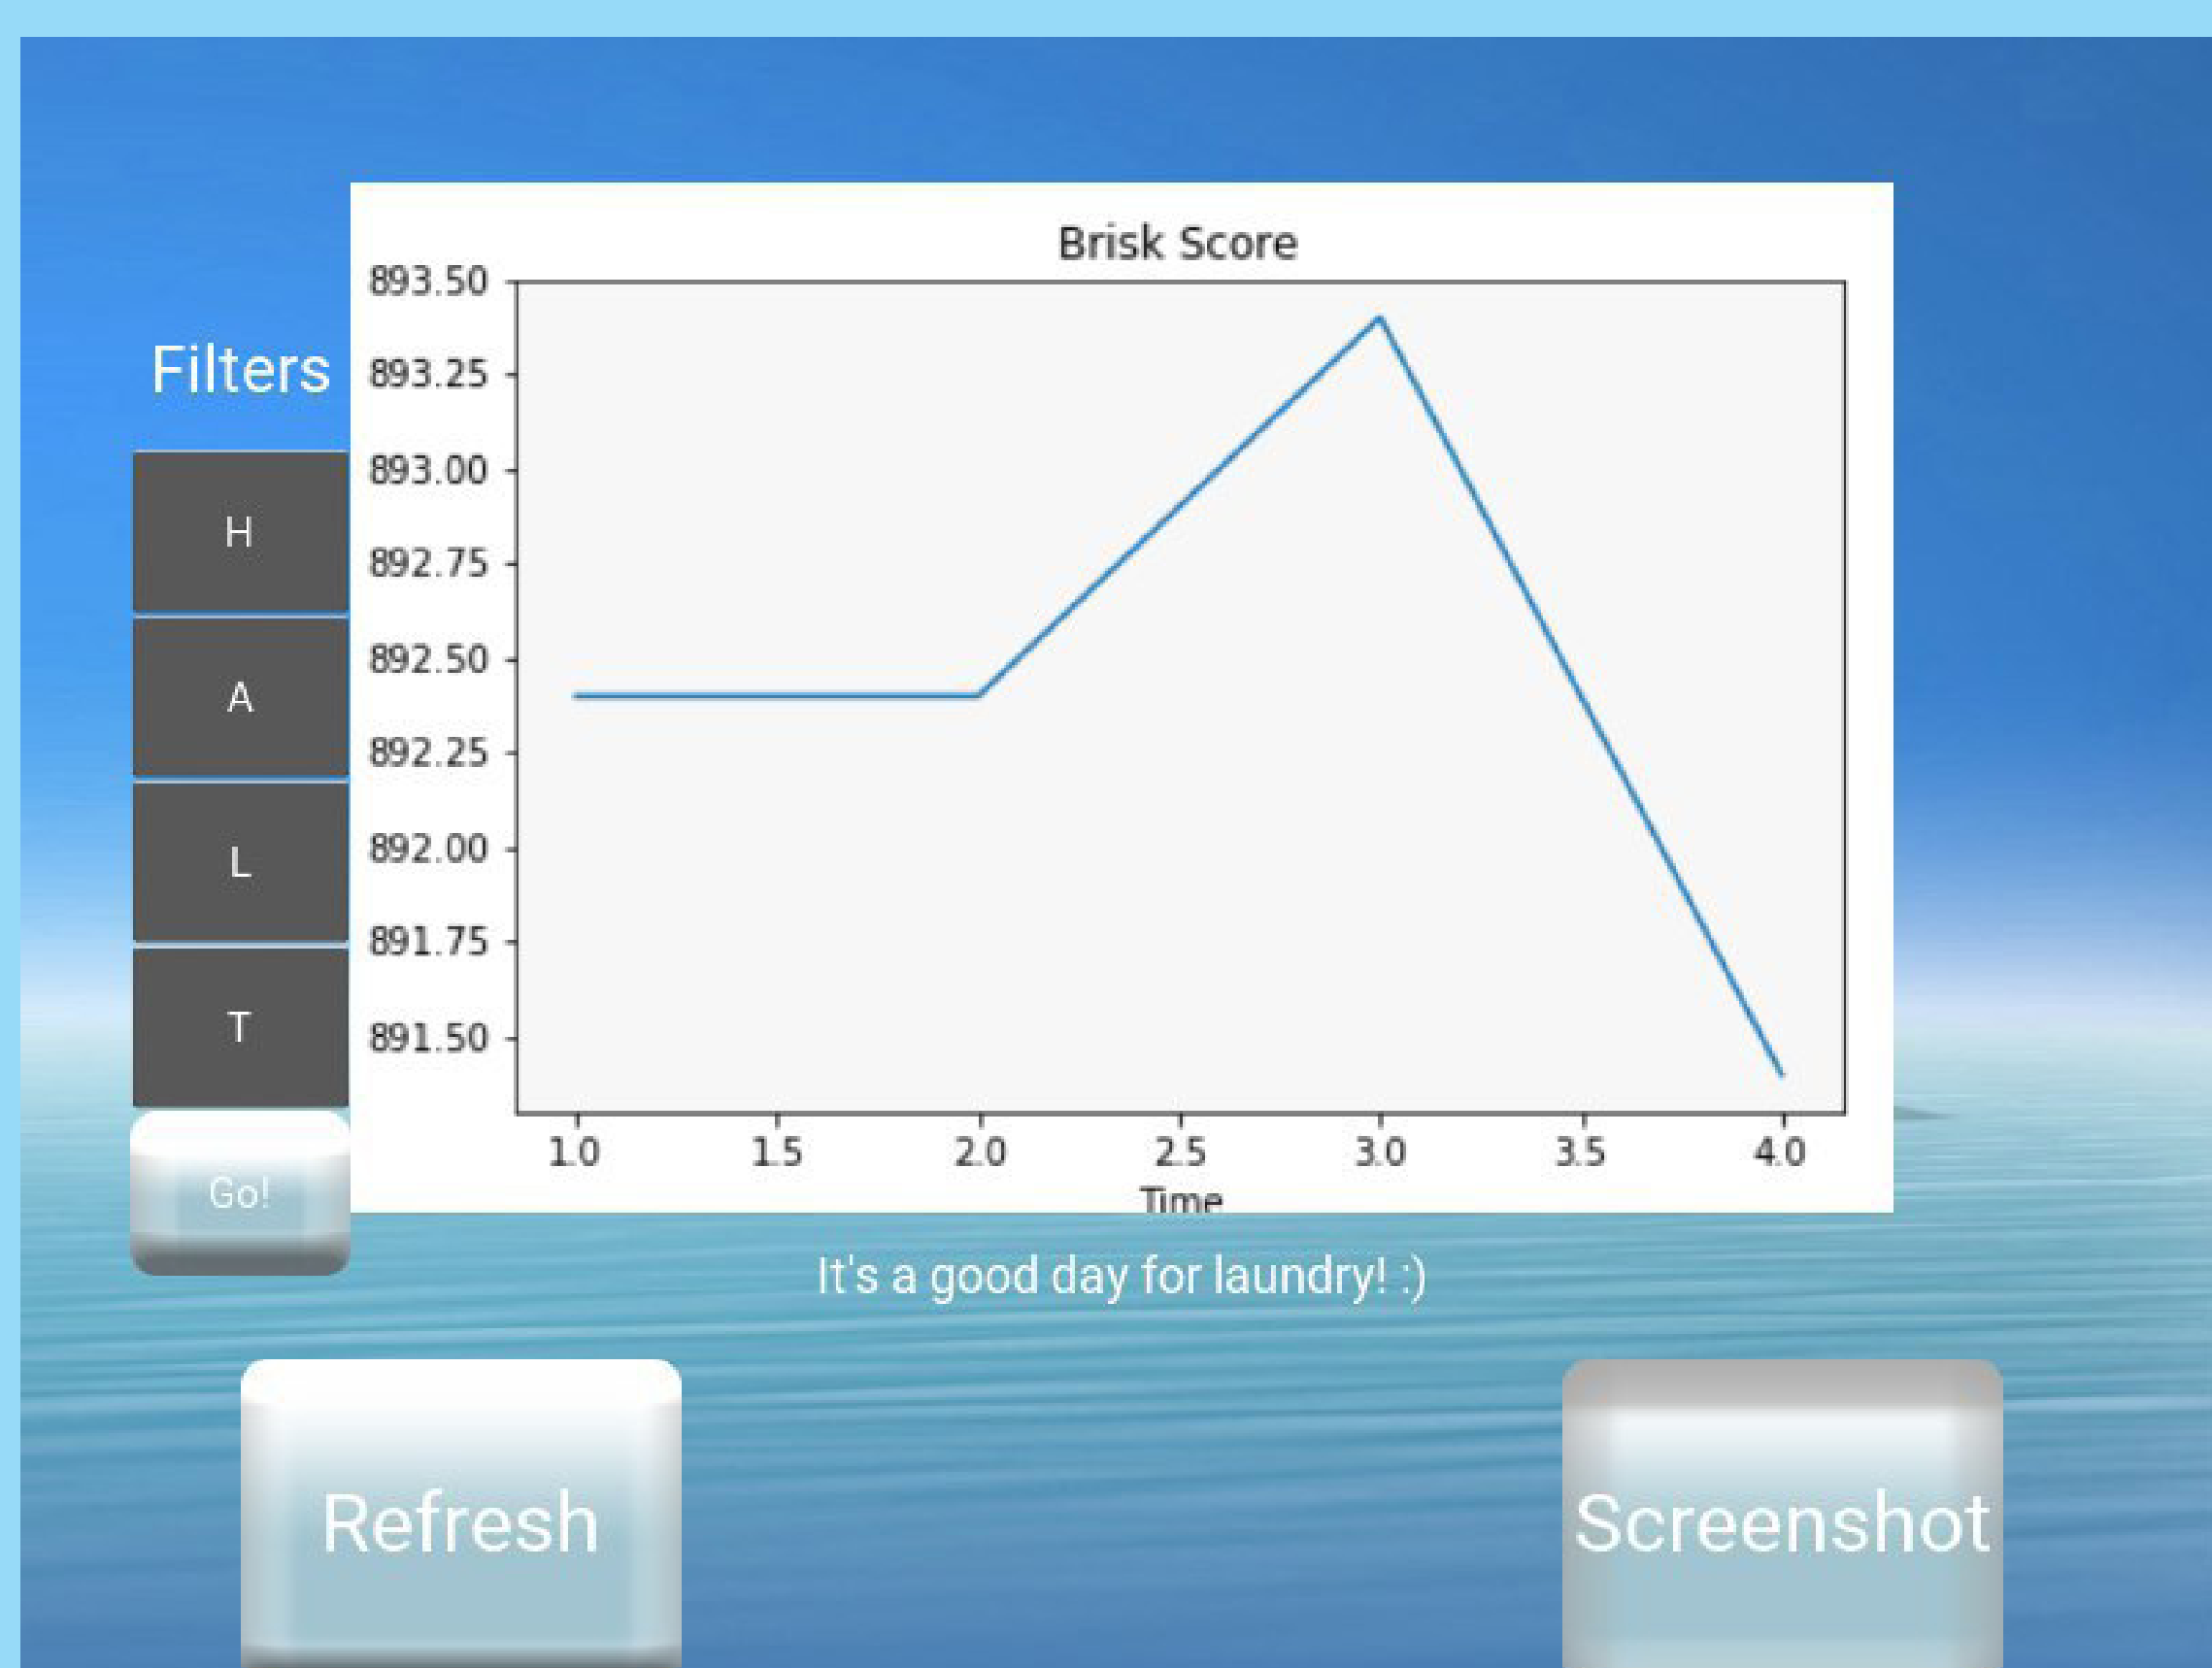 Brisk Score
893.50
893.25
893.00
892.75
892.50
892.25
892.00
891.75
891.50
1.0 1.5 2.0 2.5 3.0 3.5 4.0
Time
Filters
H
A
L
T
Go!
It's a good day for laundry! :)
Refresh
Screenshot